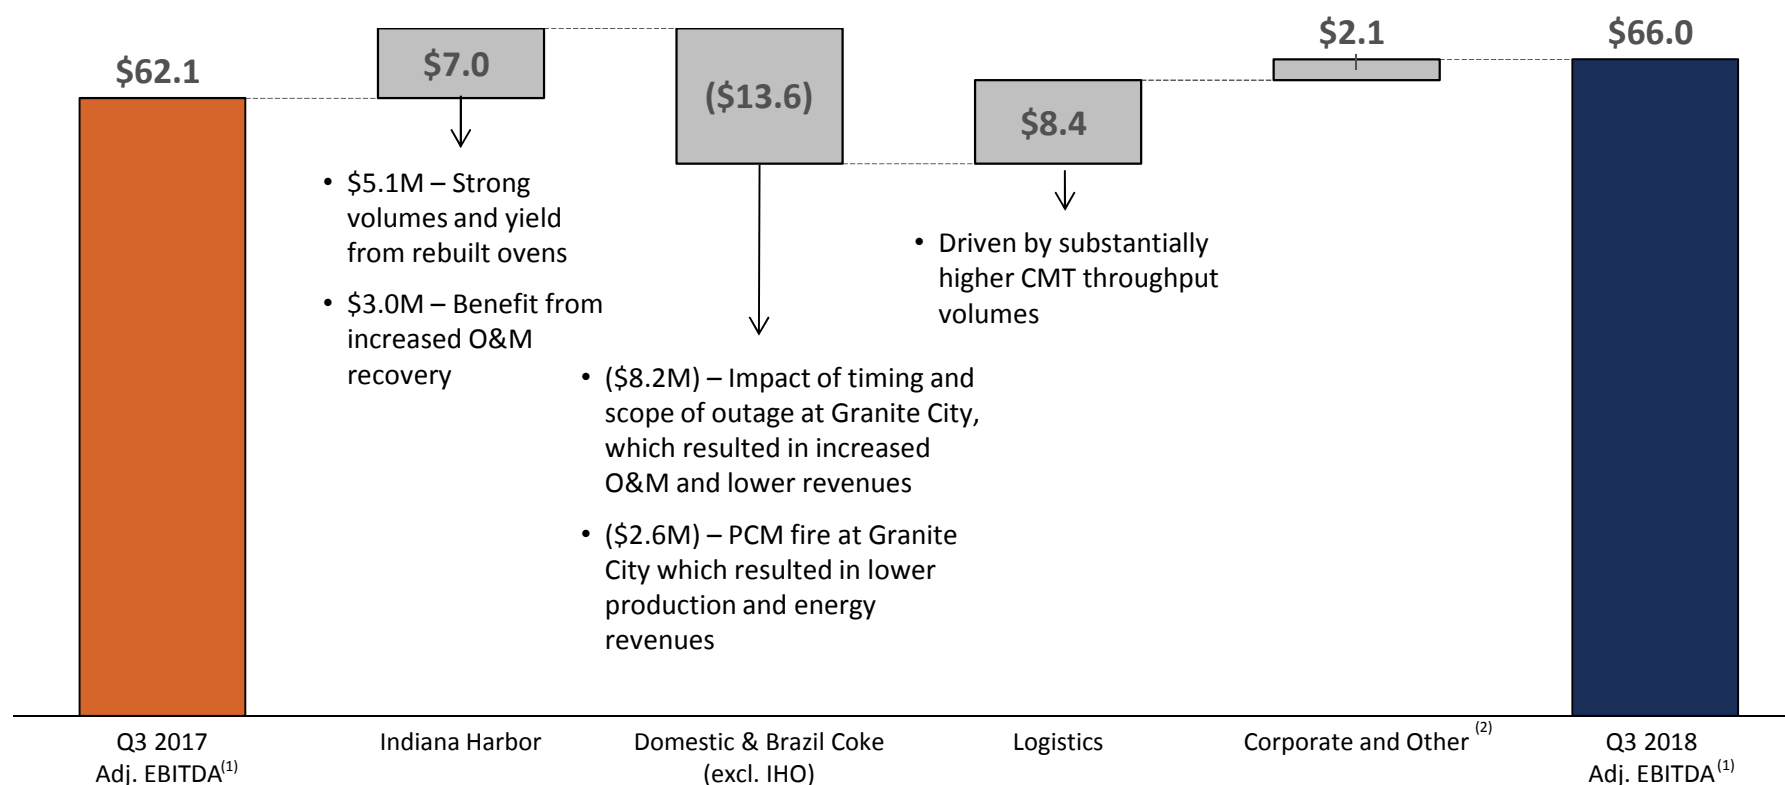 $62.1
$7.0
($13.6)
$8.4
$2.1
$66.0
• $5.1M – Strong
volumes and yield
from rebuilt ovens
• $3.0M – Benefit from
increased O&M
recovery
• ($8.2M) – Impact of timing and
scope of outage at Granite City,
which resulted in increased
O&M and lower revenues
• ($2.6M) – PCM fire at Granite
City which resulted in lower
production and energy
revenues
• Driven by substantially
higher CMT throughput
volumes
Q3 2017
Adj. EBITDA(1)
Indiana Harbor
Domestic & Brazil Coke
(excl. IHO)
Logistics
Corporate and Other (2)
Q3 2018
Adj. EBITDA(1)